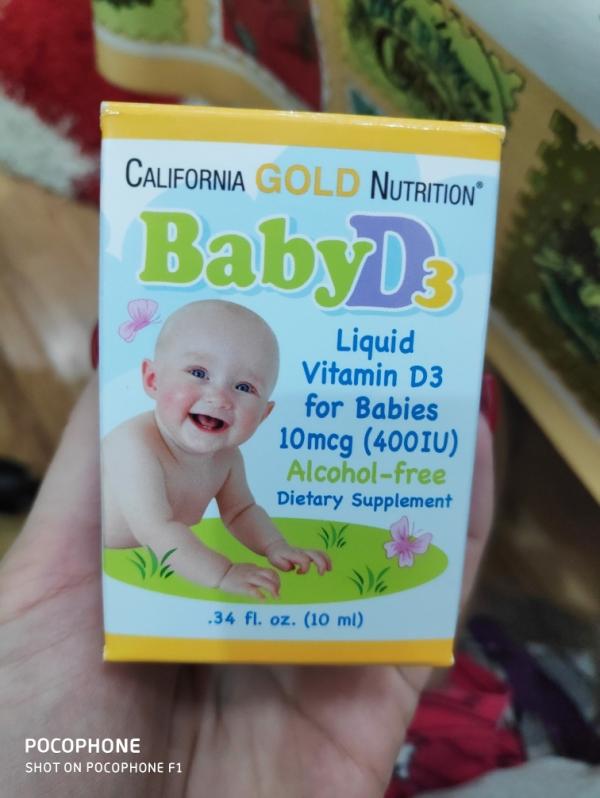 CALIFORNIA GOLD NUTRITION®
BabyD3
Liquid
Vitamin D3
for Babies
10mcg (400IU)
Alcohol-free
Dietary Supplement
.34 fl. oz. (10 ml)
POCOPHONE
SHOT ON POCOPHONE F1